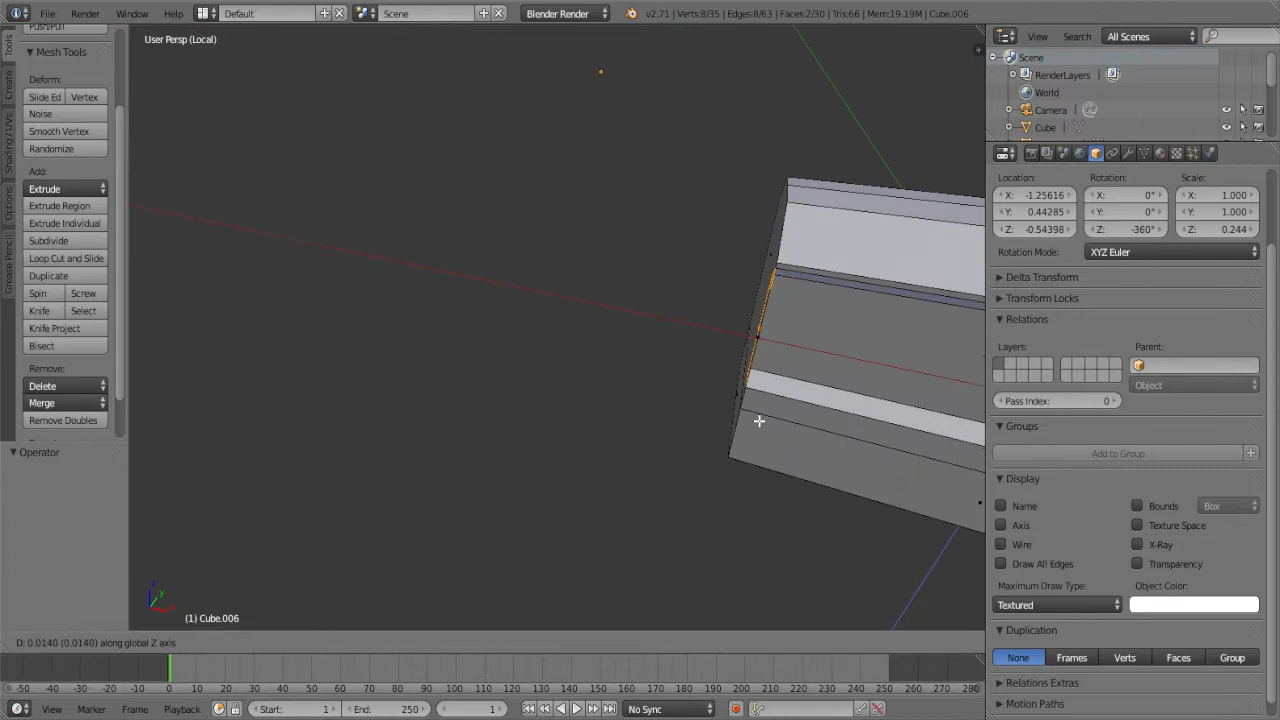 File Render Window Help Default Scene Blender Render v2.71 | Verts:8/35 | Edges:8/63 | Faces:2/30 | Tris:66 | Mem:19.19M | Cube.006
Push/Pull
Mesh Tools
Deform:
Slide Ed Vertex
Noise
Smooth Vertex
Randomize
Add:
Extrude
Extrude Region
Extrude Individual
Subdivide
Loop Cut and Slide
Duplicate
Spin Screw
Knife Select
Knife Project
Bisect
Remove:
Delete
Merge
Remove Doubles
Operator
Tools
Create
Shading / UVs
Options
Grease Pencil
User Persp (Local)
(1) Cube.006
D: 0.0140 (0.0140) along global Z axis
View Search All Scenes
Scene
RenderLayers
World
Camera
Cube
Location: Rotation: Scale:
X: -1.25616 X: 0° X: 1.000
Y: 0.44285 Y: 0° Y: 1.000
Z: -0.54398 Z: -360° Z: 0.244
Rotation Mode: XYZ Euler
Delta Transform
Transform Locks
Relations
Layers: Parent:
Object
Pass Index: 0
Groups
Add to Group
Display
Name Bounds Box
Axis Texture Space
Wire X-Ray
Draw All Edges Transparency
Maximum Draw Type: Object Color:
Textured
Duplication
None Frames Verts Faces Group
Relations Extras
Motion Paths
-50 -40 -30 -20 -10 0 10 20 30 40 50 60 70 80 90 100 110 120 130 140 150 160 170 180 190 200 210 220 230 240 250 260 270 280
View Marker Frame Playback Start: 1 End: 250 1 No Sync